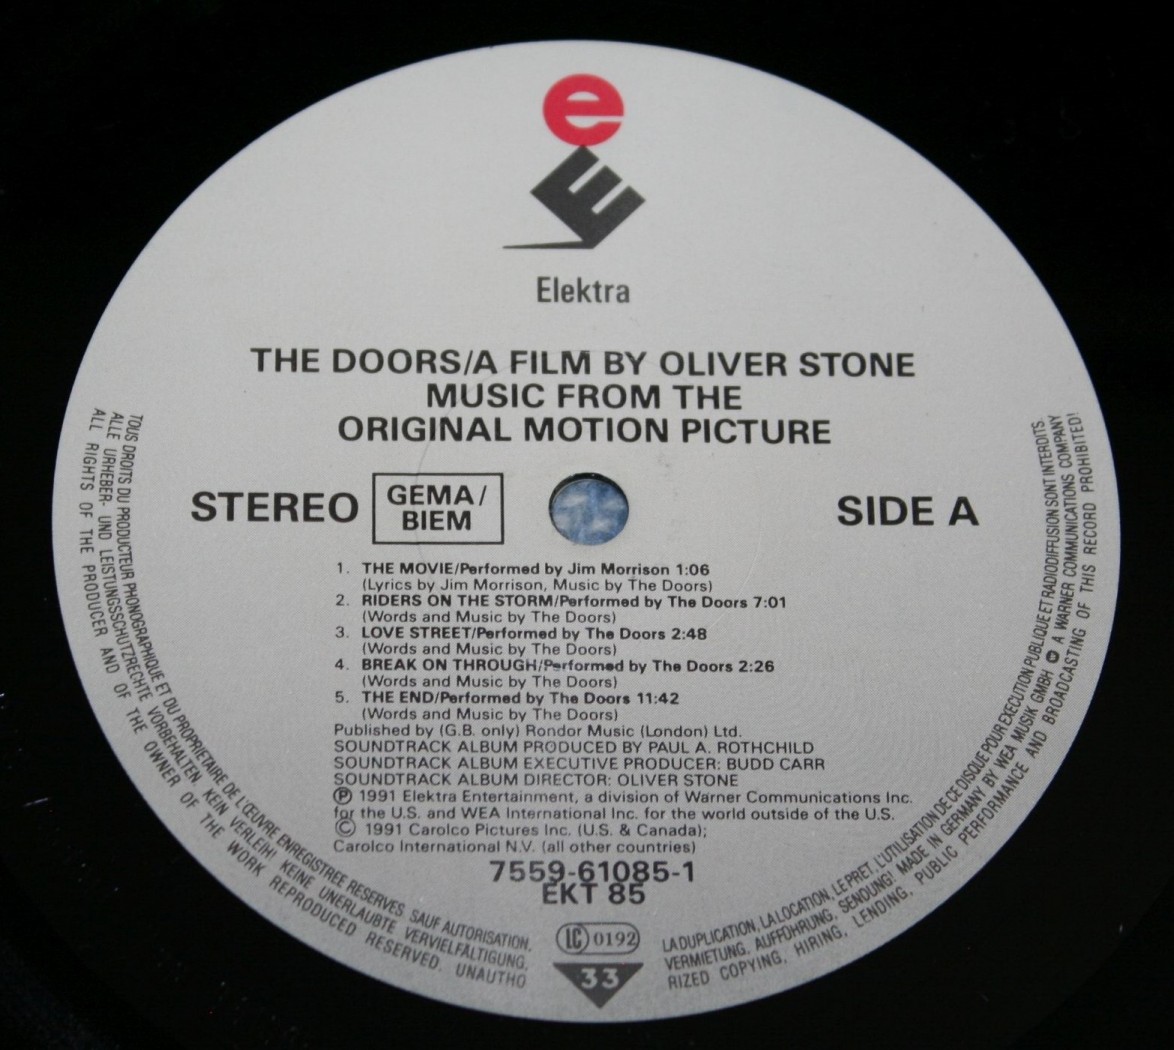 e
E
Elektra
THE DOORS/A FILM BY OLIVER STONE
MUSIC FROM THE
ORIGINAL MOTION PICTURE
STEREO
GEMA/
BIEM
SIDE A
1. THE MOVIE/Performed by Jim Morrison 1:06
(Lyrics by Jim Morrison, Music by The Doors)
2. RIDERS ON THE STORM/Performed by The Doors 7:01
(Words and Music by The Doors)
3. LOVE STREET/Performed by The Doors 2:48
(Words and Music by The Doors)
4. BREAK ON THROUGH/Performed by The Doors 2:26
(Words and Music by The Doors)
5. THE END/Performed by The Doors 11:42
(Words and Music by The Doors)
Published by (G.B. only) Rondor Music (London) Ltd.
SOUNDTRACK ALBUM PRODUCED BY PAUL A. ROTHCHILD
SOUNDTRACK ALBUM EXECUTIVE PRODUCER: BUDD CARR
SOUNDTRACK ALBUM DIRECTOR: OLIVER STONE
℗ 1991 Elektra Entertainment, a division of Warner Communications Inc.
for the U.S. and WEA International Inc. for the world outside of the U.S.
© 1991 Carolco Pictures Inc. (U.S. & Canada);
Carolco International N.V. (all other countries)
7559-61085-1
EKT 85
LC 0192
33
TOUS DROITS DU PRODUCTEUR PHONOGRAPHIQUE ET DU PROPRIETAIRE DE L'ŒUVRE ENREGISTREE RESERVES. SAUF AUTORISATION, LA DUPLICATION, LA LOCATION, LE PRET, L'UTILISATION DE CE DISQUE POUR EXECUTION PUBLIQUE ET RADIODIFFUSION SONT INTERDITS.
ALLE URHEBER- UND LEISTUNGSSCHUTZRECHTE VORBEHALTEN. KEIN VERLEIH! KEINE UNERLAUBTE VERVIELFÄLTIGUNG, VERMIETUNG, AUFFÜHRUNG, SENDUNG! MADE IN GERMANY BY WEA MUSIK GMBH A WARNER COMMUNICATIONS COMPANY
ALL RIGHTS OF THE PRODUCER AND OF THE OWNER OF THE WORK REPRODUCED RESERVED. UNAUTHORIZED COPYING, HIRING, LENDING, PUBLIC PERFORMANCE AND BROADCASTING OF THIS RECORD PROHIBITED!